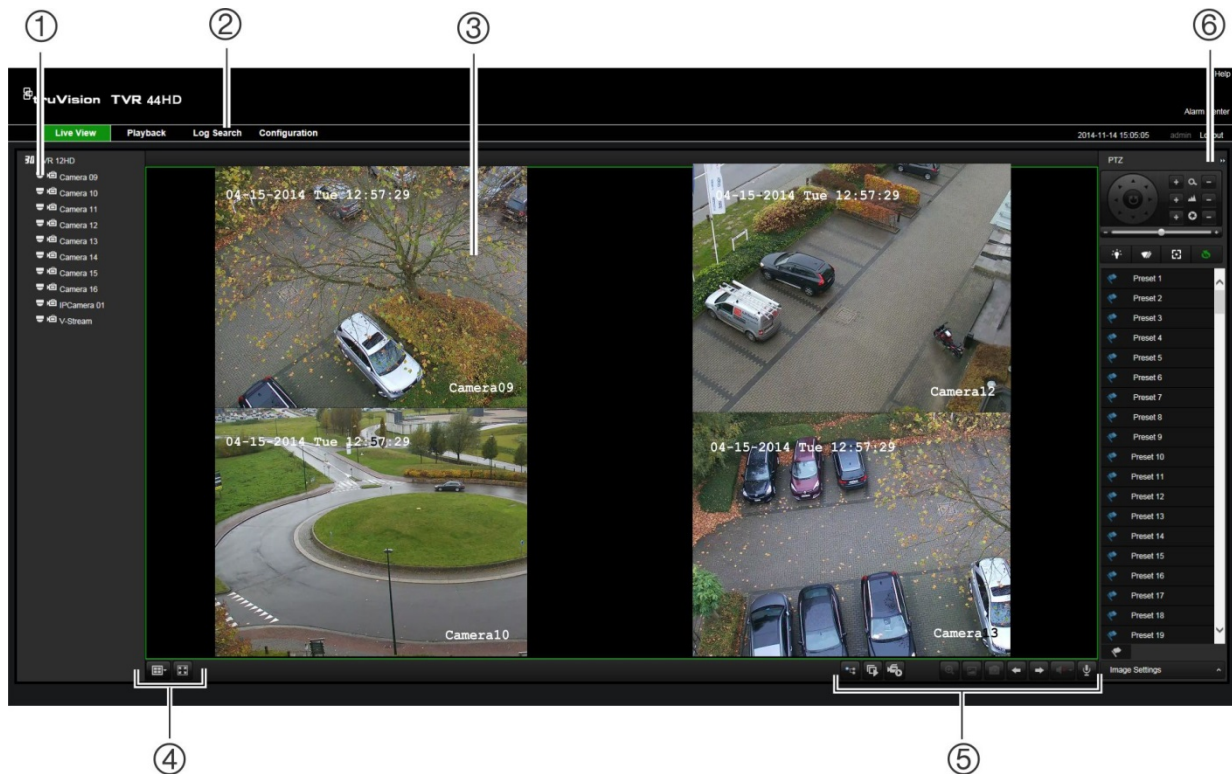 ① ② ③ ⑥
Help
truVision TVR 44HD
Alarm Center
Live View Playback Log Search Configuration
2014-11-14 15:05:05 admin Logout
TVR 12HD
PTZ
Camera 09
Camera 10
Camera 11
Camera 12
Camera 13
Camera 14
Camera 15
Camera 16
IPCamera 01
V-Stream
04-15-2014 Tue 12:57:29
Camera09
04-15-2014 Tue 12:57:29
Camera12
04-15-2014 Tue 12:57:29
Camera10
04-15-2014 Tue 12:57:29
Camera13
Preset 1
Preset 2
Preset 3
Preset 4
Preset 5
Preset 6
Preset 7
Preset 8
Preset 9
Preset 10
Preset 11
Preset 12
Preset 13
Preset 14
Preset 15
Preset 16
Preset 17
Preset 18
Preset 19
Image Settings
④ ⑤